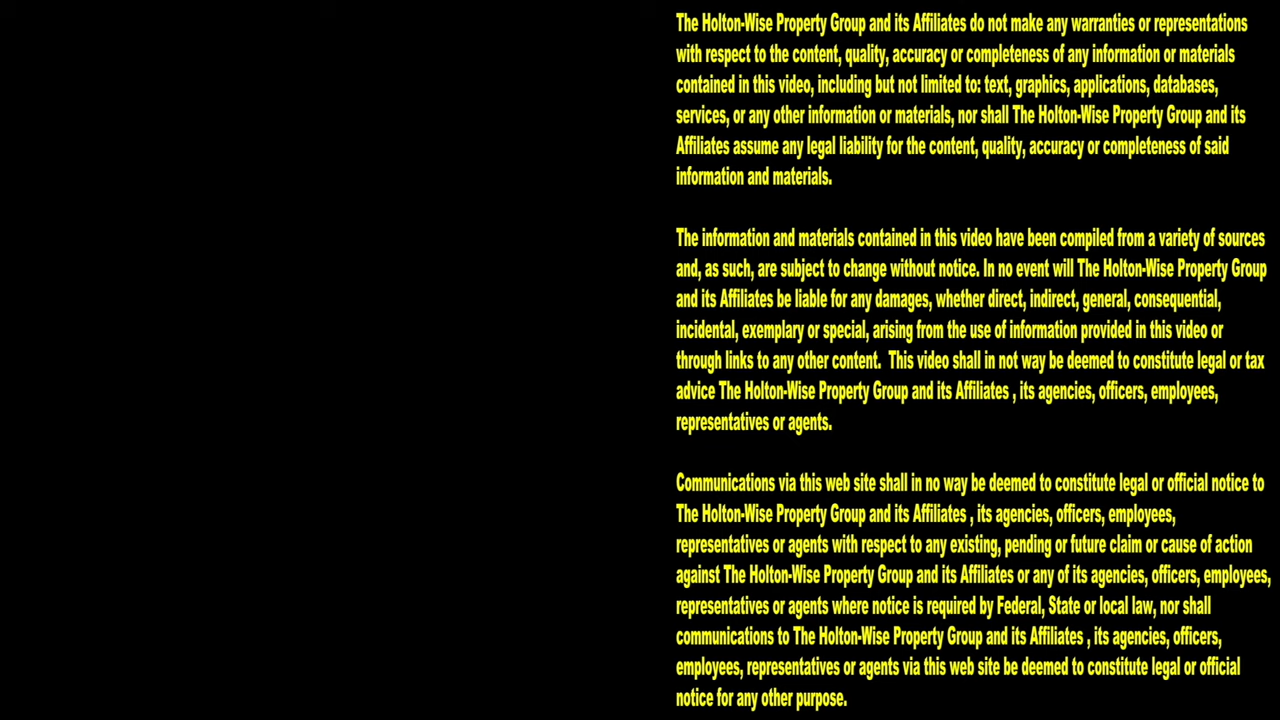 The Holton-Wise Property Group and its Affiliates do not make any warranties or representations
with respect to the content, quality, accuracy or completeness of any information or materials
contained in this video, including but not limited to: text, graphics, applications, databases,
services, or any other information or materials, nor shall The Holton-Wise Property Group and its
Affiliates assume any legal liability for the content, quality, accuracy or completeness of said
information and materials.
The information and materials contained in this video have been compiled from a variety of sources
and, as such, are subject to change without notice. In no event will The Holton-Wise Property Group
and its Affiliates be liable for any damages, whether direct, indirect, general, consequential,
incidental, exemplary or special, arising from the use of information provided in this video or
through links to any other content.  This video shall in not way be deemed to constitute legal or tax
advice The Holton-Wise Property Group and its Affiliates , its agencies, officers, employees,
representatives or agents.
Communications via this web site shall in no way be deemed to constitute legal or official notice to
The Holton-Wise Property Group and its Affiliates , its agencies, officers, employees,
representatives or agents with respect to any existing, pending or future claim or cause of action
against The Holton-Wise Property Group and its Affiliates or any of its agencies, officers, employees,
representatives or agents where notice is required by Federal, State or local law, nor shall
communications to The Holton-Wise Property Group and its Affiliates , its agencies, officers,
employees, representatives or agents via this web site be deemed to constitute legal or official
notice for any other purpose.